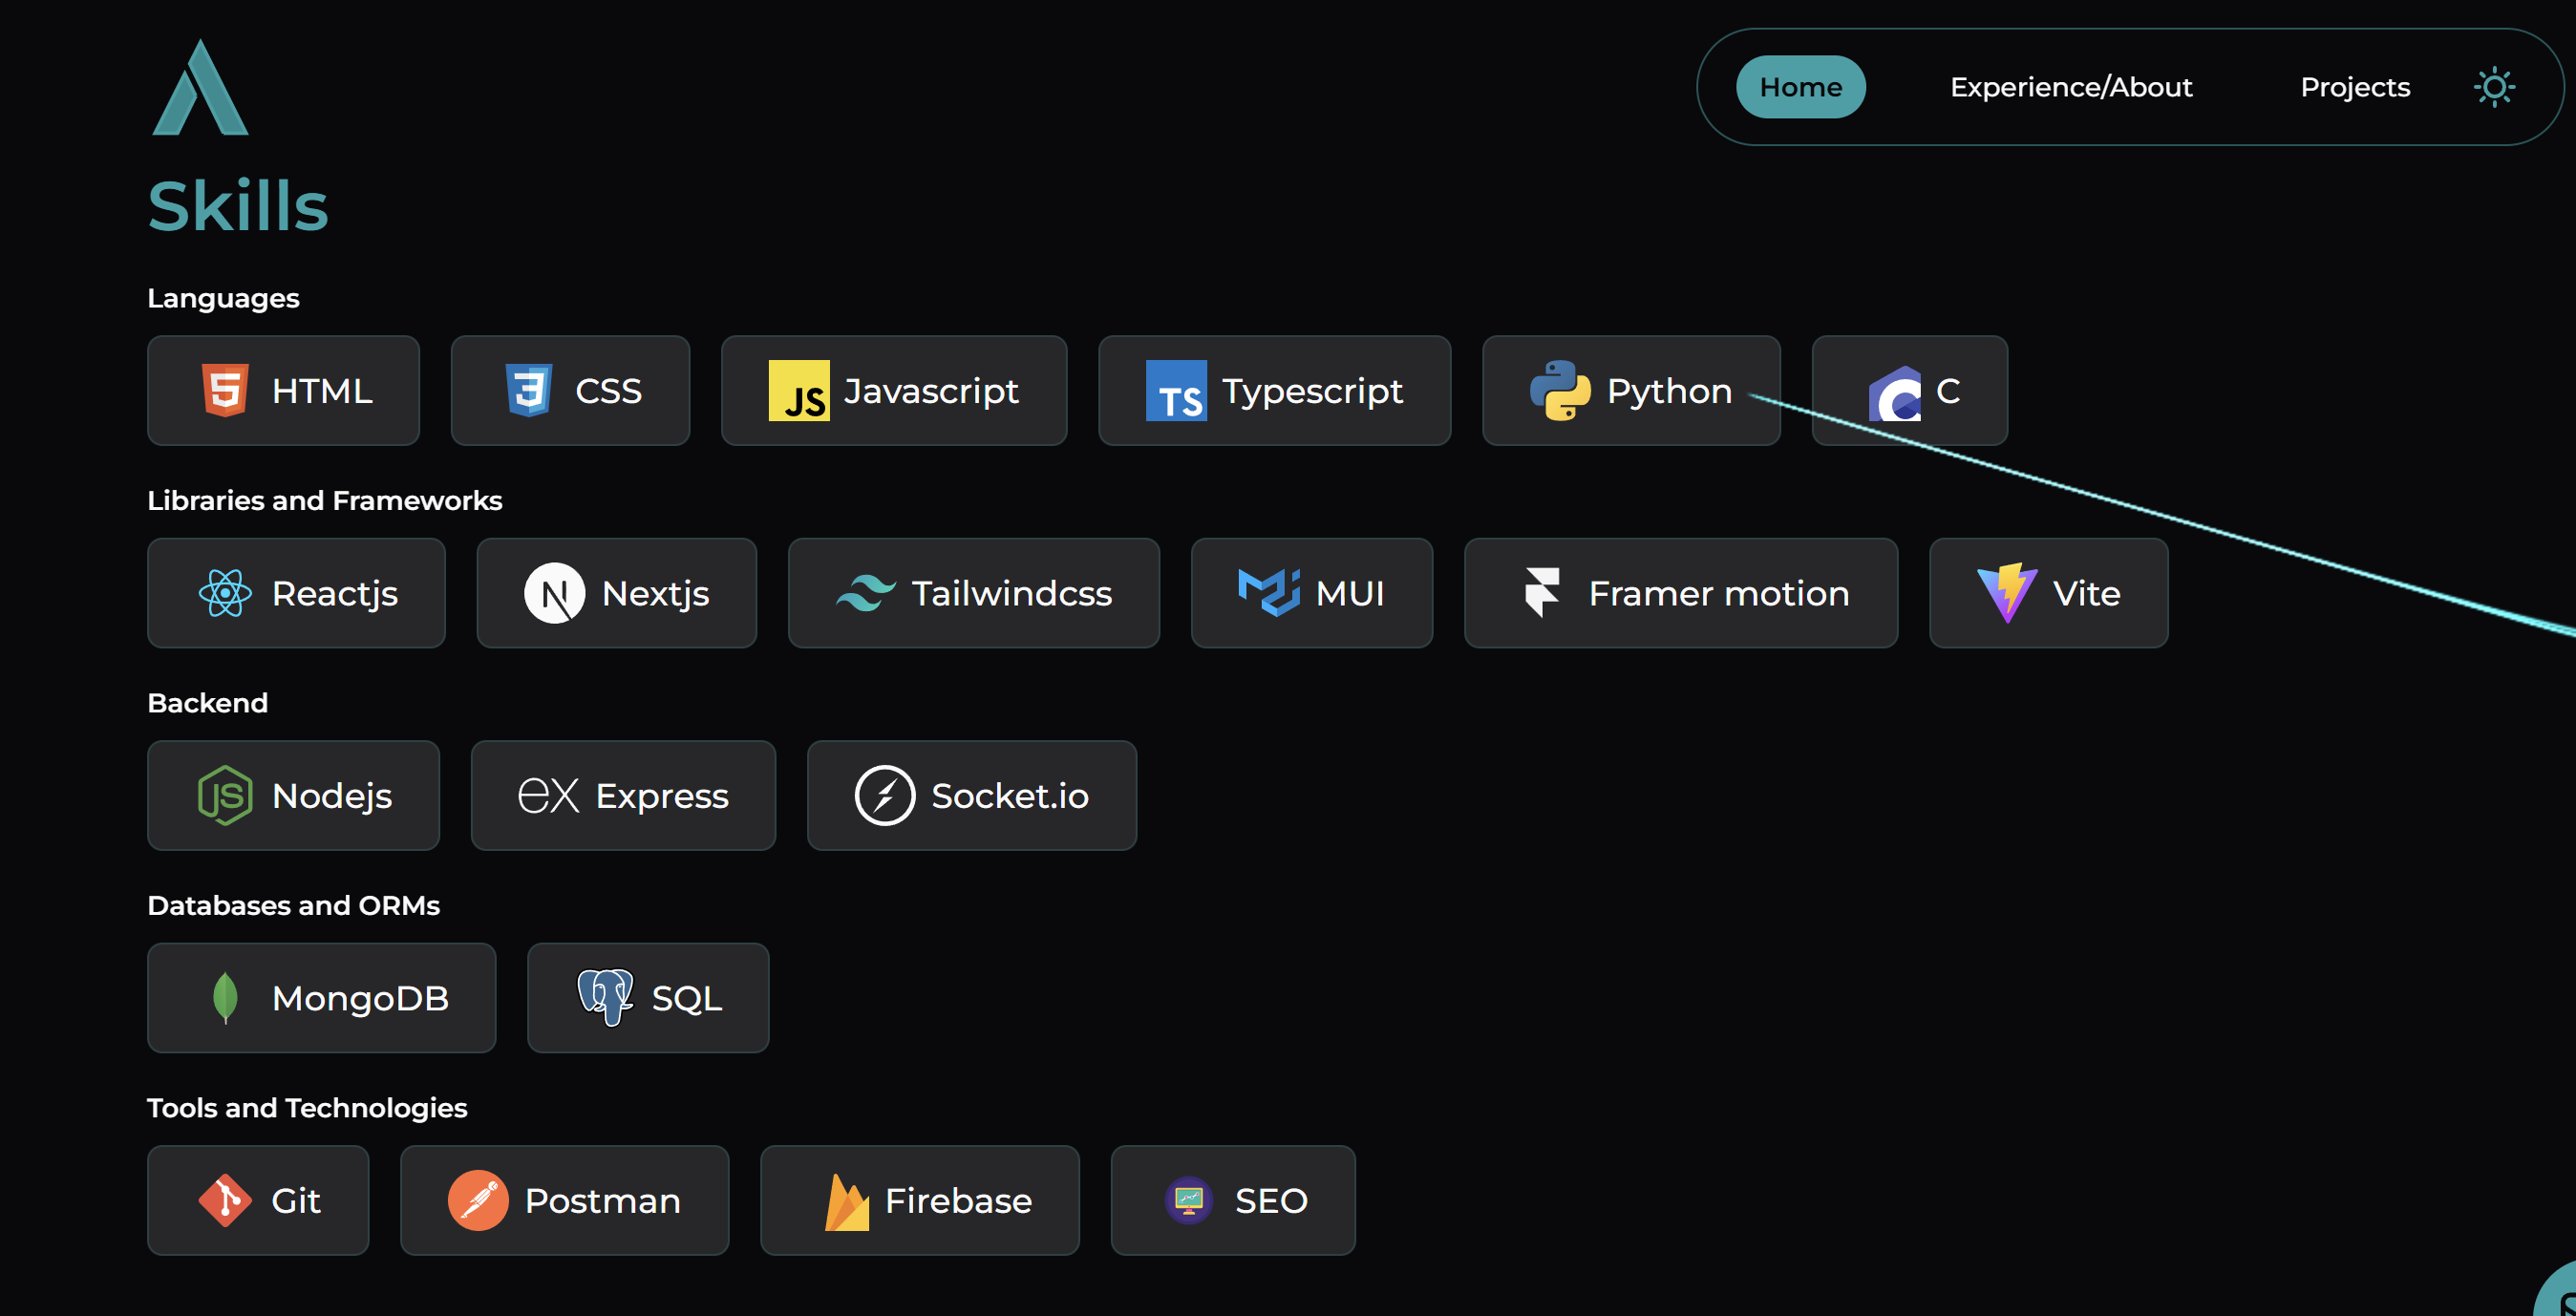 Home Experience/About Projects
Skills
Languages
HTML CSS JS Javascript TS Typescript Python C
Libraries and Frameworks
Reactjs N Nextjs Tailwindcss MUI Framer motion Vite
Backend
JS Nodejs ex Express Socket.io
Databases and ORMs
MongoDB SQL
Tools and Technologies
Git Postman Firebase SEO